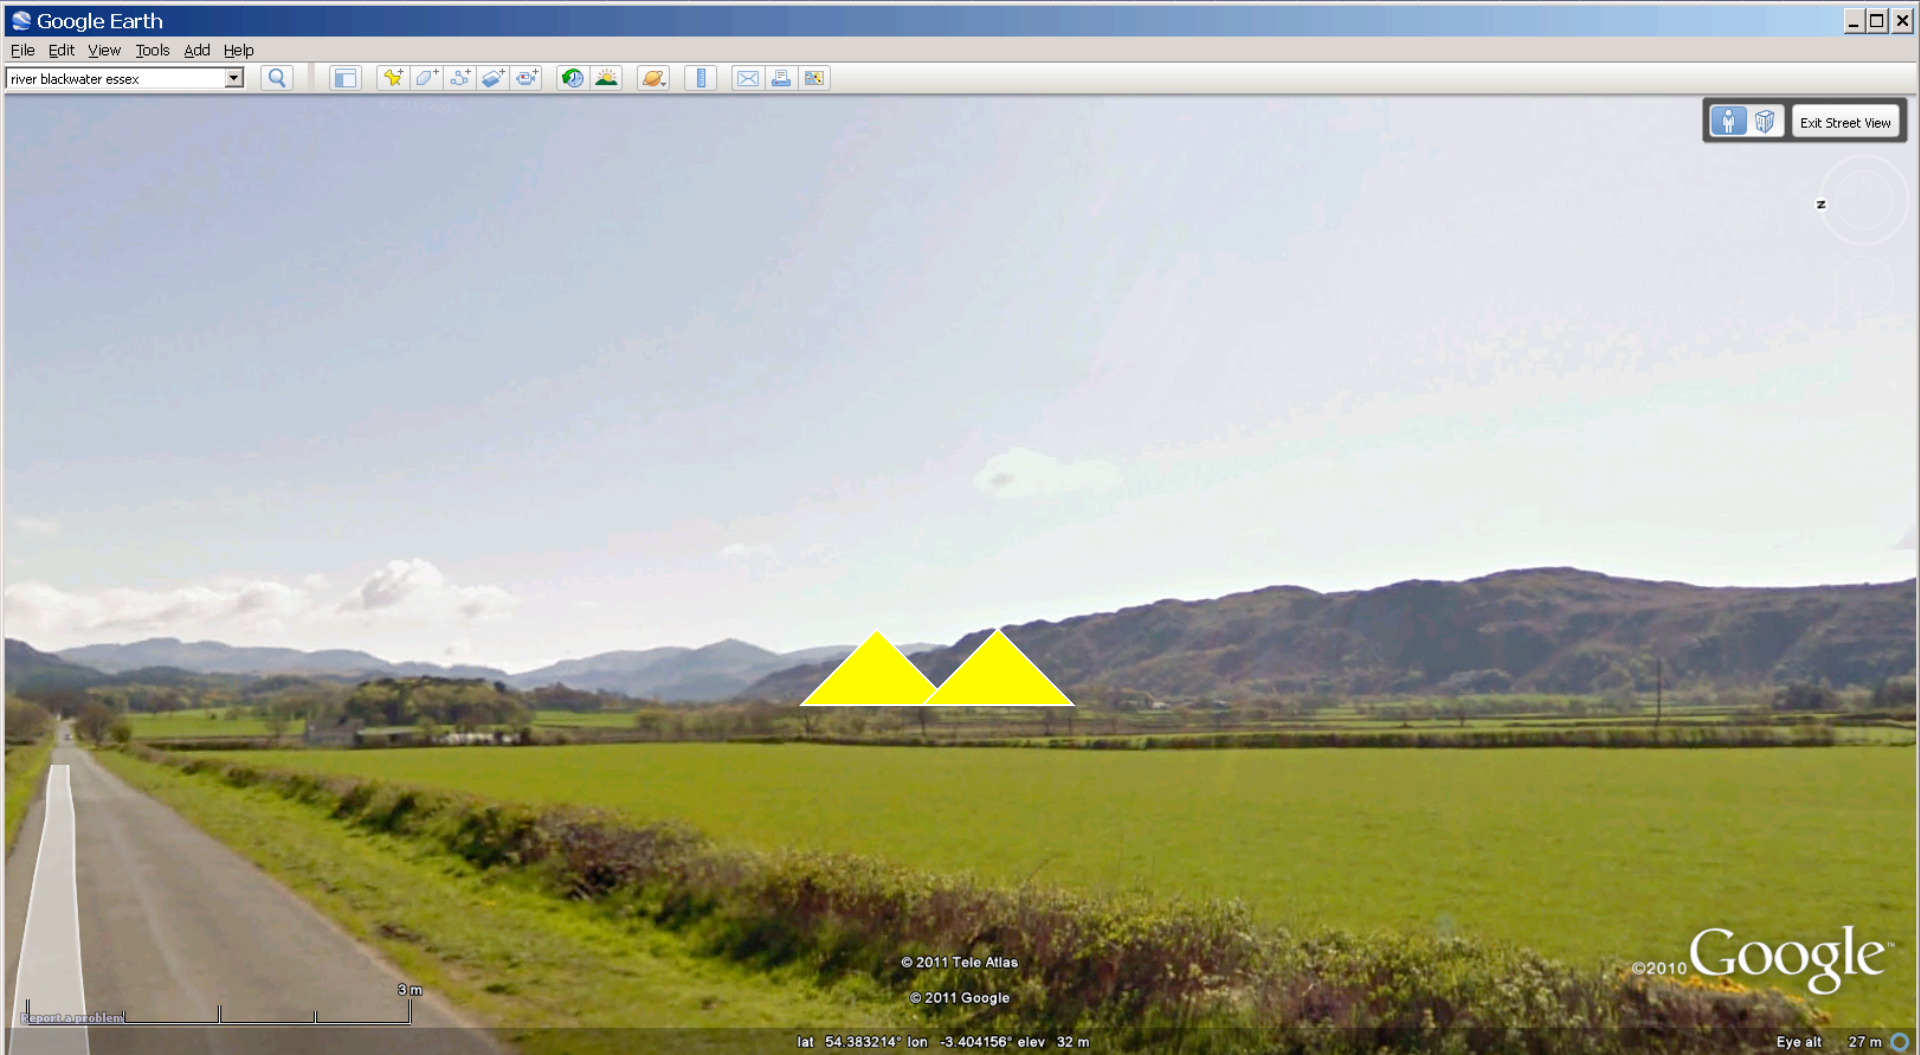 Google Earth
File Edit View Tools Add Help
river blackwater essex
Exit Street View
z
© 2011 Tele Atlas
©2010 Google™
© 2011 Google
3 m
Report a problem
lat 54.383214° lon -3.404156° elev 32 m
Eye alt 27 m